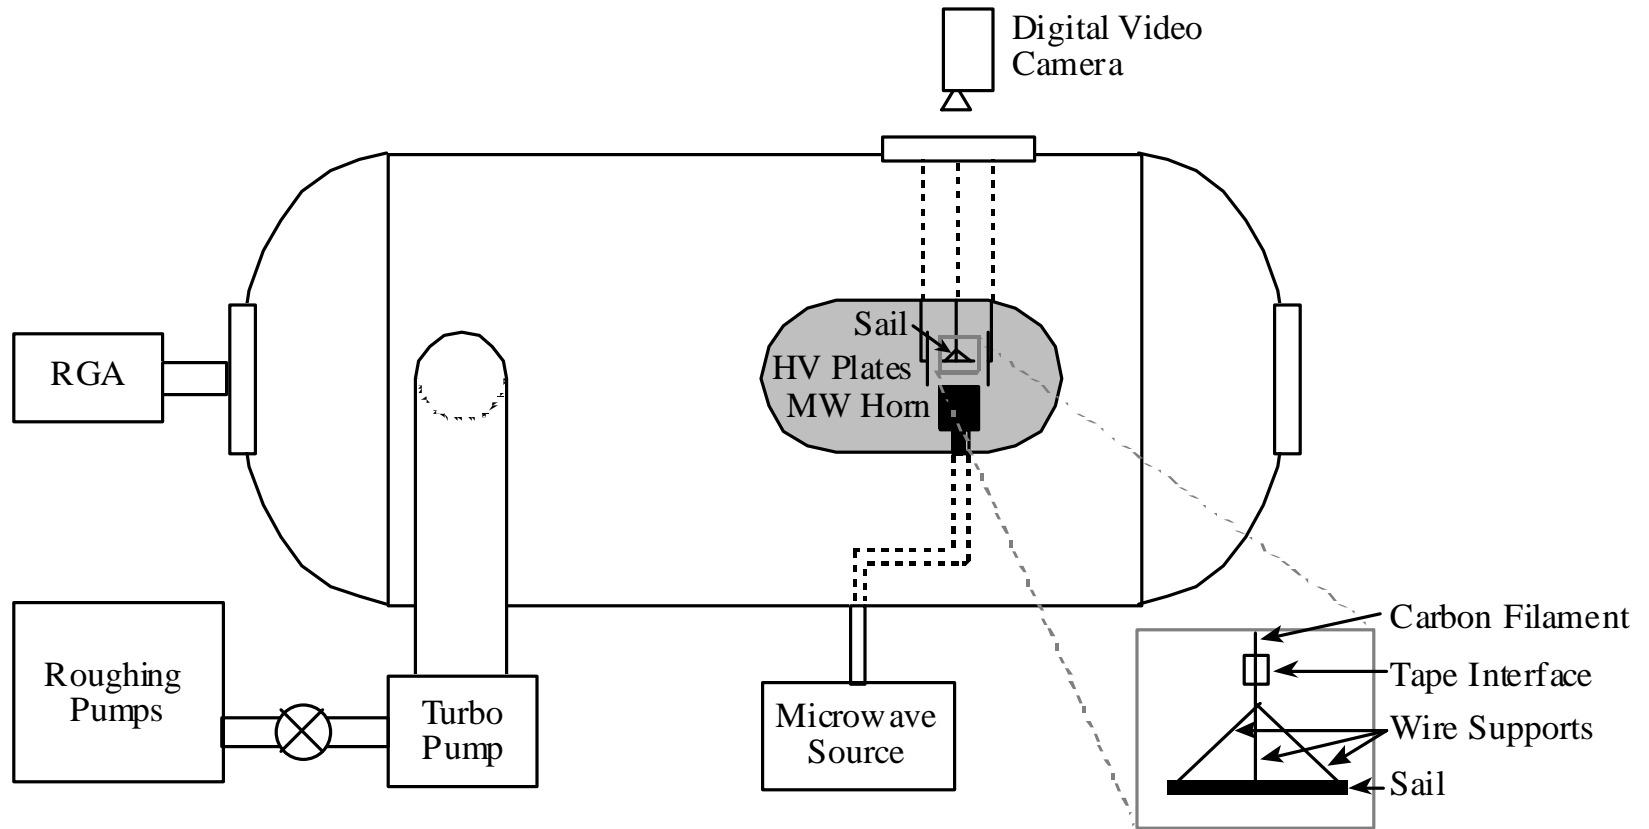 Digital Video
Camera
Sail
HV Plates
MW Horn
RGA
Roughing
Pumps
Turbo
Pump
Microwave
Source
Carbon Filament
Tape Interface
Wire Supports
Sail